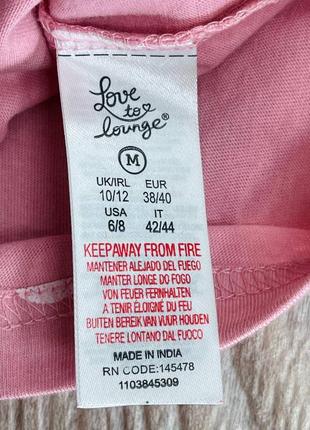 Love
to
lounge®
M
UK/IRL EUR
10/12 38/40
USA IT
6/8 42/44
KEEPAWAY FROM FIRE
MANTENER ALEJADO DEL FUEGO
MANTER LONGE DO FOGO
VON FEUER FERNHALTEN
A TENIR ÉLOIGNÉ DU FEU
BUITEN BEREIK VAN VUUR HOUDEN
TENERE LONTANO DAL FUOCO
MADE IN INDIA
RN CODE: 145478
1103845309